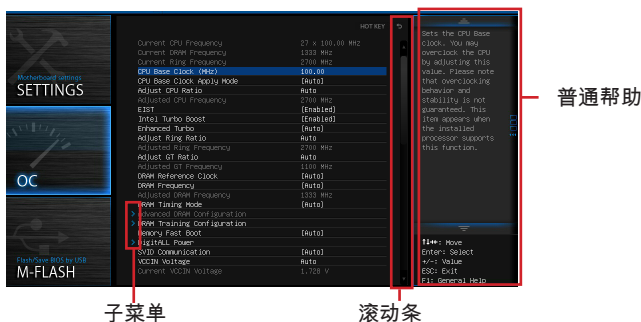 HOT KEY
Motherboard settings
SETTINGS
OC
Flash/Save BIOS by USB
M-FLASH
Current CPU Frequency 27 x 100.00 MHz
Current DRAM Frequency 1333 MHz
Current Ring Frequency 2700 MHz
CPU Base Clock (MHz) 100.00
CPU Base Clock Apply Mode [Auto]
Adjust CPU Ratio Auto
Adjusted CPU Frequency 2700 MHz
EIST [Enabled]
Intel Turbo Boost [Enabled]
Enhanced Turbo [Auto]
Adjust Ring Ratio Auto
Adjusted Ring Frequency 2700 MHz
Adjust GT Ratio Auto
Adjusted GT Frequency 1100 MHz
DRAM Reference Clock [Auto]
DRAM Frequency [Auto]
Adjusted DRAM Frequency 1333 MHz
DRAM Timing Mode [Auto]
> Advanced DRAM Configuration
> DRAM Training Configuration
Memory Fast Boot [Auto]
> DigitALL Power
SVID Communication [Auto]
VCCIN Voltage Auto
Current VCCIN Voltage 1.728 V
Sets the CPU Base
clock. You may
overclock the CPU
by adjusting this
value. Please note
that overclocking
behavior and
stability is not
guaranteed. This
item appears when
the installed
processor supports
this function.
↑↓→←: Move
Enter: Select
+/-: Value
ESC: Exit
F1: General Help
普通帮助
子菜单
滚动条